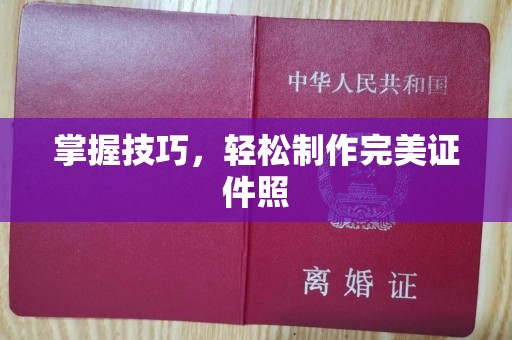 中华人民共和国
掌握技巧，轻松制作完美证
件照
离婚证